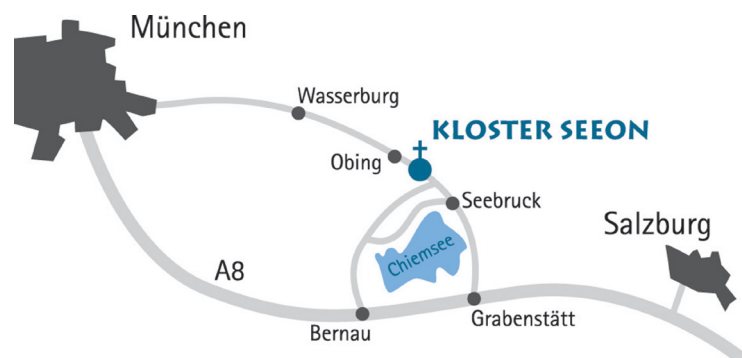 München
Wasserburg
KLOSTER SEEON
Obing
Seebruck
Salzburg
Chiemsee
A8
Bernau
Grabenstätt